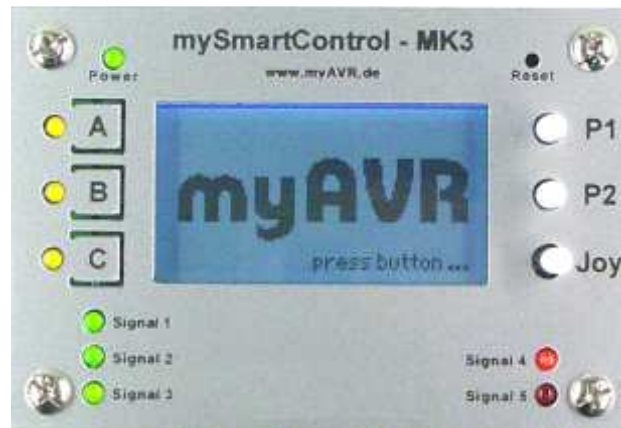 mySmartControl - MK3
Power
www.myAVR.de
Reset
A
P1
B
P2
C
Joy
myAVR
press button ...
Signal 1
Signal 2
Signal 3
Signal 4
Signal 5